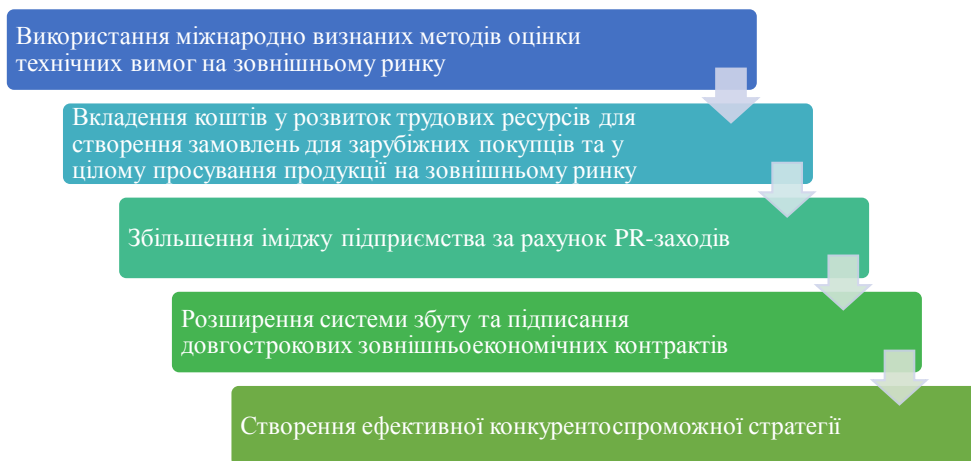 Використання міжнародно визнаних методів оцінки
технічних вимог на зовнішньому ринку
Вкладення коштів у розвиток трудових ресурсів для
створення замовлень для зарубіжних покупців та у
цілому просування продукції на зовнішньому ринку
Збільшення іміджу підприємства за рахунок PR-заходів
Розширення системи збуту та підписання
довгострокових зовнішньоекономічних контрактів
Створення ефективної конкурентоспроможної стратегії